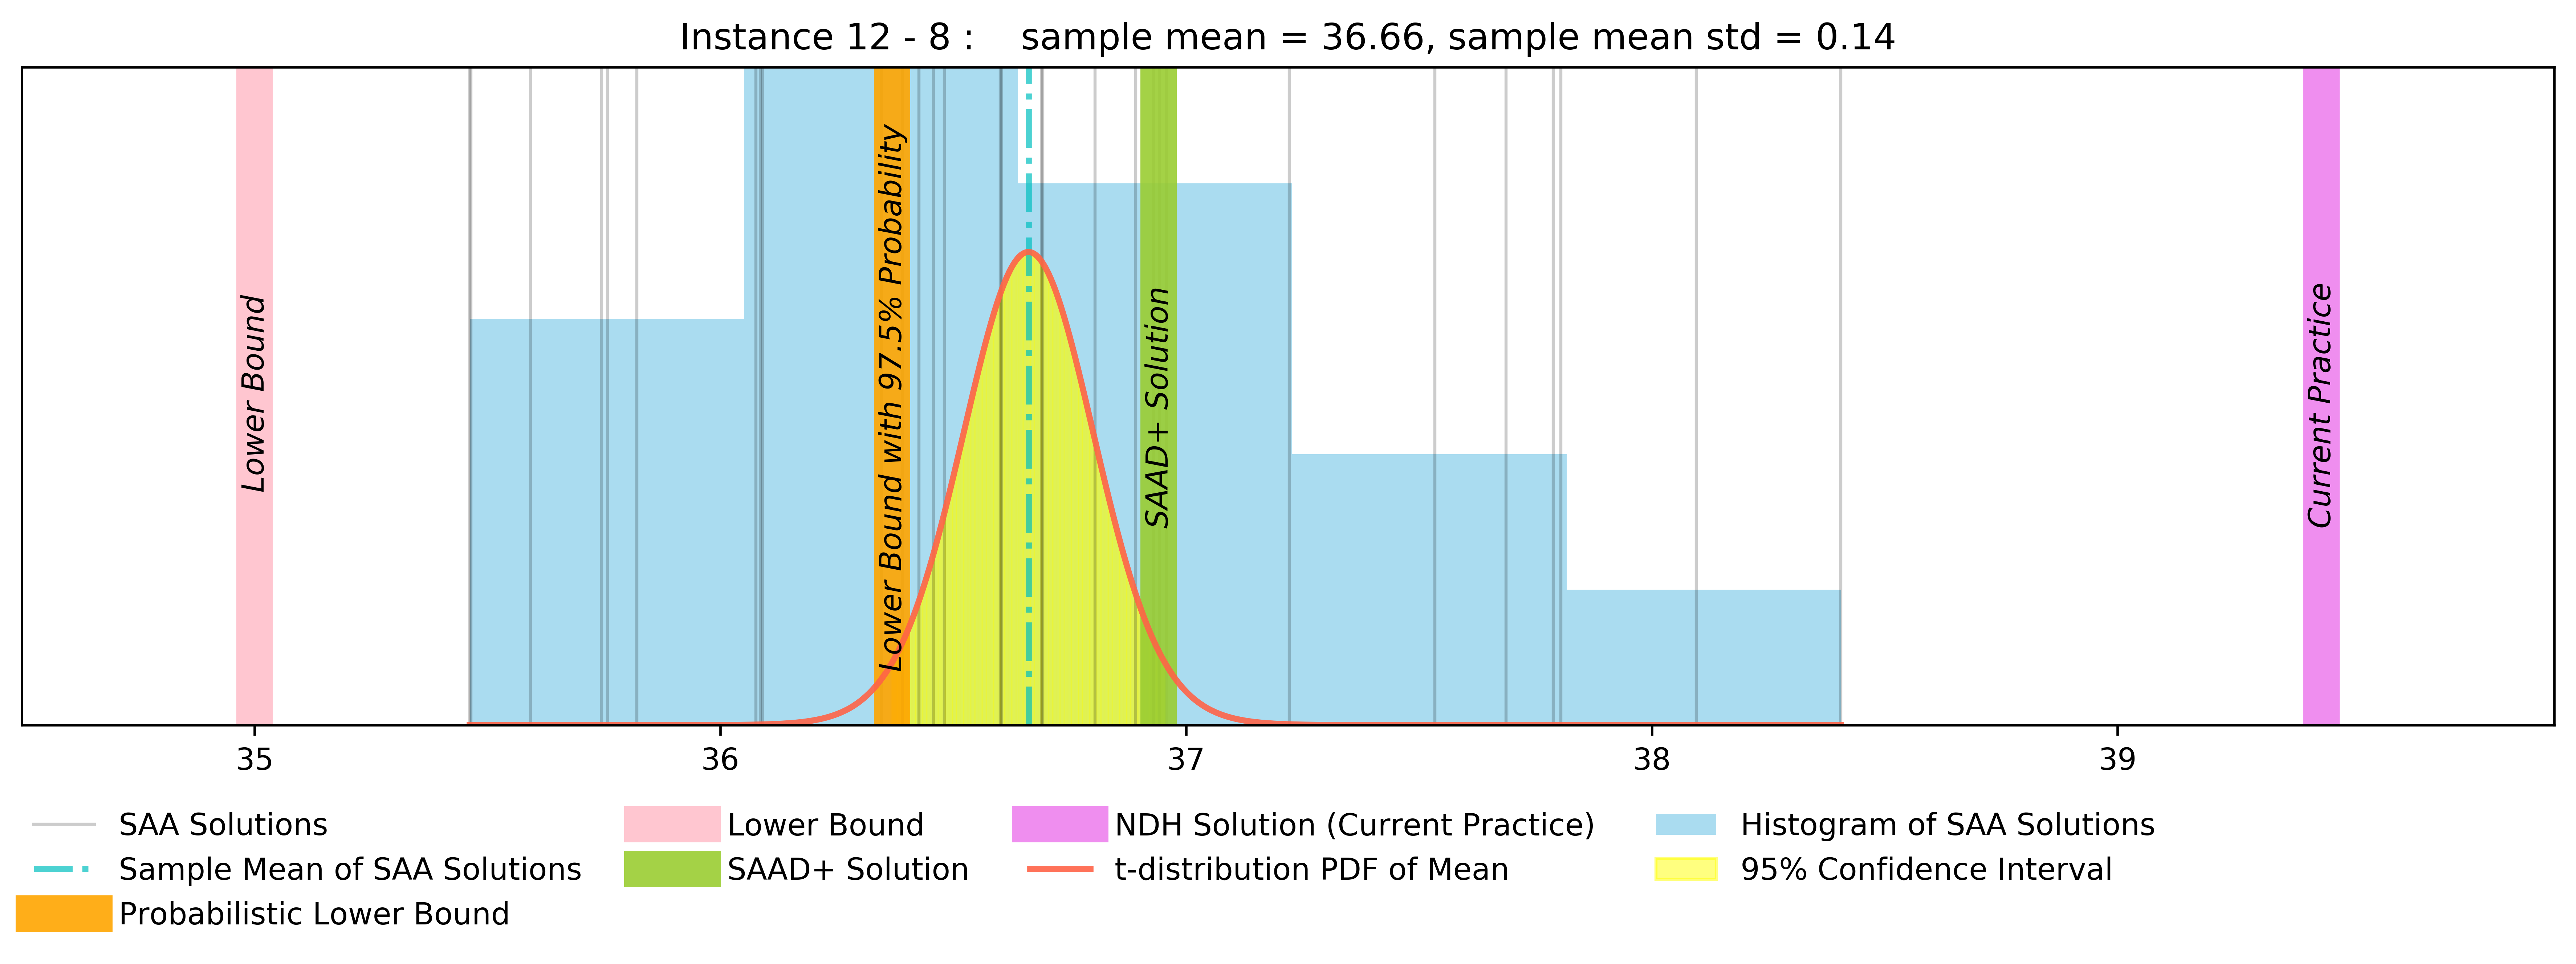 Instance 12 - 8 :    sample mean = 36.66, sample mean std = 0.14
Lower Bound
Lower Bound with 97.5% Probability
SAAD+ Solution
Current Practice
35 36 37 38 39
SAA Solutions
Sample Mean of SAA Solutions
Probabilistic Lower Bound
Lower Bound
SAAD+ Solution
NDH Solution (Current Practice)
t-distribution PDF of Mean
Histogram of SAA Solutions
95% Confidence Interval